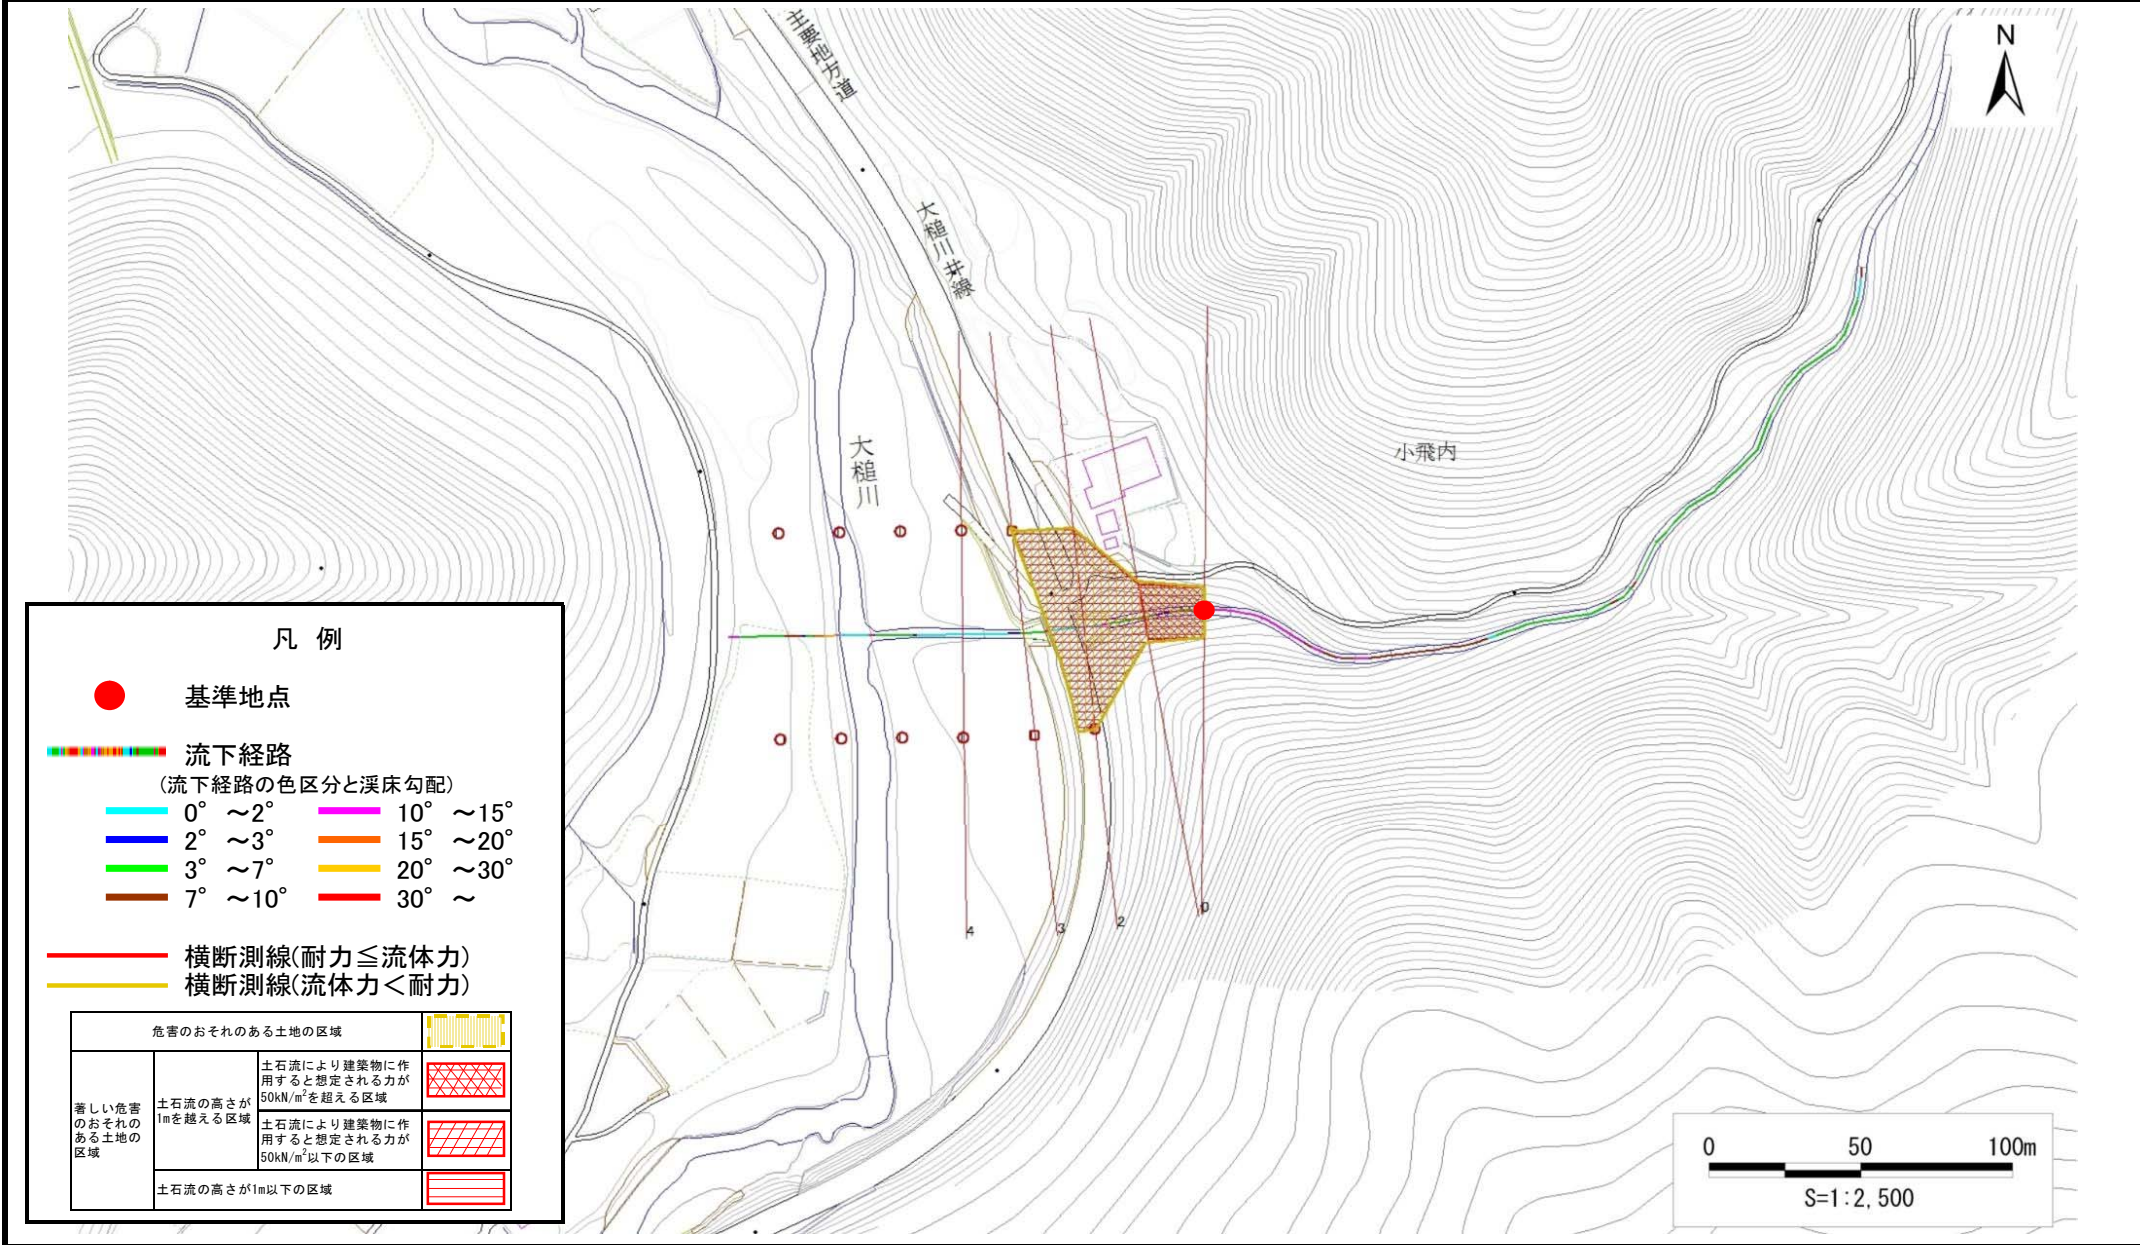 主要地方道
N
大槌川井線
大槌川
小飛内
凡 例
基準地点
流下経路
(流下経路の色区分と渓床勾配)
0° ～2°
10° ～15°
2° ～3°
15° ～20°
3° ～7°
20° ～30°
7° ～10°
30° ～
横断測線(耐力≦流体力)
横断測線(流体力＜耐力)
危害のおそれのある土地の区域
著しい危害
のおそれの
ある土地の
区域
土石流の高さが
1mを越える区域
土石流により建築物に作
用すると想定される力が
50kN/m²を超える区域
土石流により建築物に作
用すると想定される力が
50kN/m²以下の区域
土石流の高さが1m以下の区域
4
3
2
0
0 50 100m
S=1:2,500